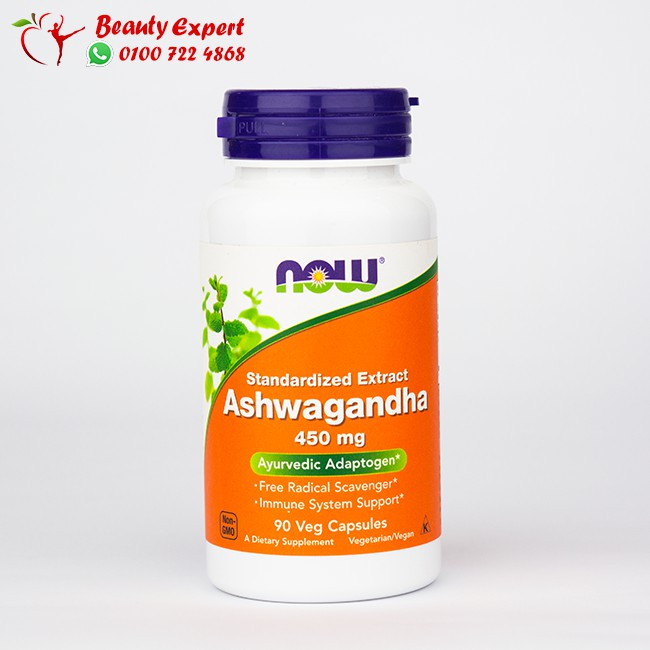 Beauty Expert
0100 722 4868
PU
NOW®
Standardized Extract
Ashwagandha
450 mg
Ayurvedic Adaptogen*
• Free Radical Scavenger*
• Immune System Support*
90 Veg Capsules
Non-
GMO
K
A Dietary Supplement Vegetarian/Vegan